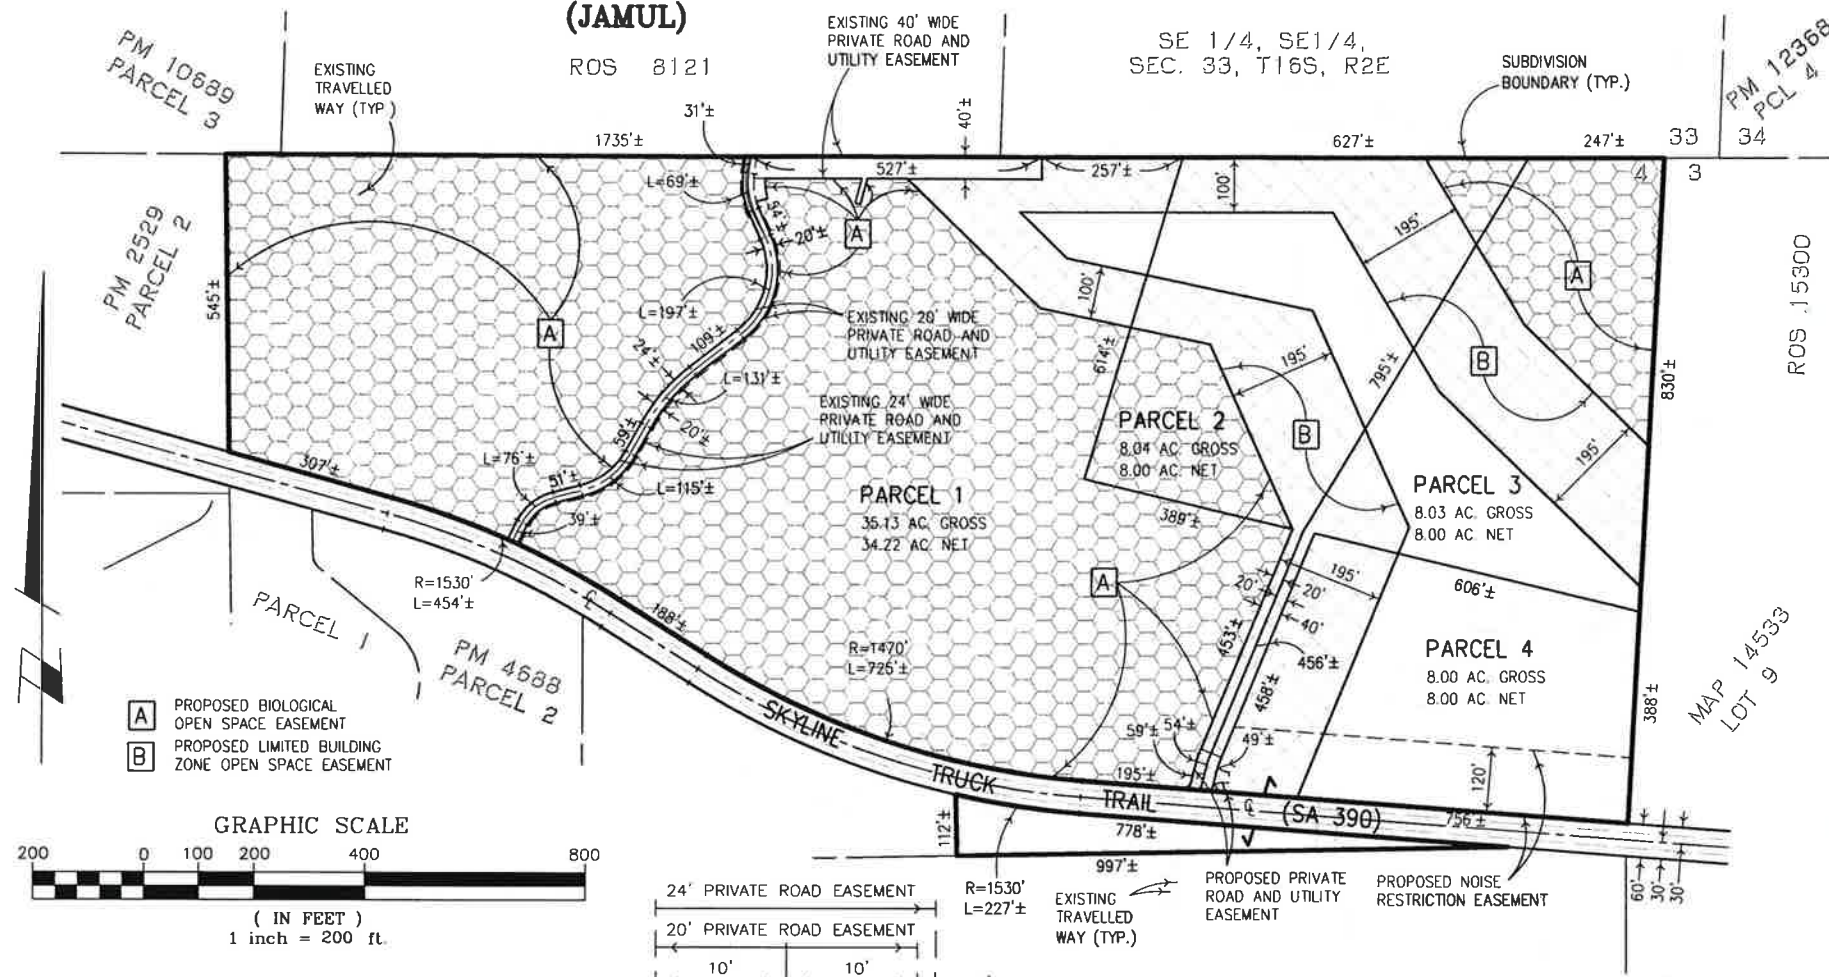 (JAMUL)
ROS 8121
PM 10689
PARCEL 3
EXISTING
TRAVELLED
WAY (TYP.)
EXISTING 40' WIDE
PRIVATE ROAD AND
UTILITY EASEMENT
SE 1/4, SE1/4,
SEC. 33, T16S, R2E
SUBDIVISION
BOUNDARY (TYP.)
PM 12368
PCL 4
31'±
1735'±
40'±
627'±
247'±
33
34
4
3
527'±
257'±
100'
L=69'±
54'±
20'±
A
195'
A
PM 2529
PARCEL 2
545'±
ROS 15300
L=197'±
100'
A
109'±
24'±
EXISTING 20' WIDE
PRIVATE ROAD AND
UTILITY EASEMENT
614'±
195'
795'±
B
830'±
L=131'±
EXISTING 24' WIDE
PRIVATE ROAD AND
UTILITY EASEMENT
59'±
20'±
PARCEL 2
8.04 AC. GROSS
8.00 AC. NET
B
195'
307'±
L=76'±
51'±
L=115'±
39'±
PARCEL 1
35.13 AC. GROSS
34.22 AC. NET
389'±
PARCEL 3
8.03 AC. GROSS
8.00 AC. NET
R=1530'
L=454'±
A
20'
195'
20'
40'
606'±
PARCEL 1
188'±
R=1470'
L=725'±
453'±
456'±
458'±
PARCEL 4
8.00 AC. GROSS
8.00 AC. NET
388'±
MAP 14533
LOT 9
PM 4688
PARCEL 2
A
PROPOSED BIOLOGICAL
OPEN SPACE EASEMENT
B
PROPOSED LIMITED BUILDING
ZONE OPEN SPACE EASEMENT
59'±
54'±
49'±
195'±
120'
SKYLINE TRUCK TRAIL (SA 390)
756'±
112'±
778'±
997'±
60'
30'
30'
GRAPHIC SCALE
200 0 100 200 400 800
( IN FEET )
1 inch = 200 ft.
24' PRIVATE ROAD EASEMENT
20' PRIVATE ROAD EASEMENT
10' 10'
R=1530'
L=227'±
EXISTING
TRAVELLED
WAY (TYP.)
PROPOSED PRIVATE
ROAD AND UTILITY
EASEMENT
PROPOSED NOISE
RESTRICTION EASEMENT